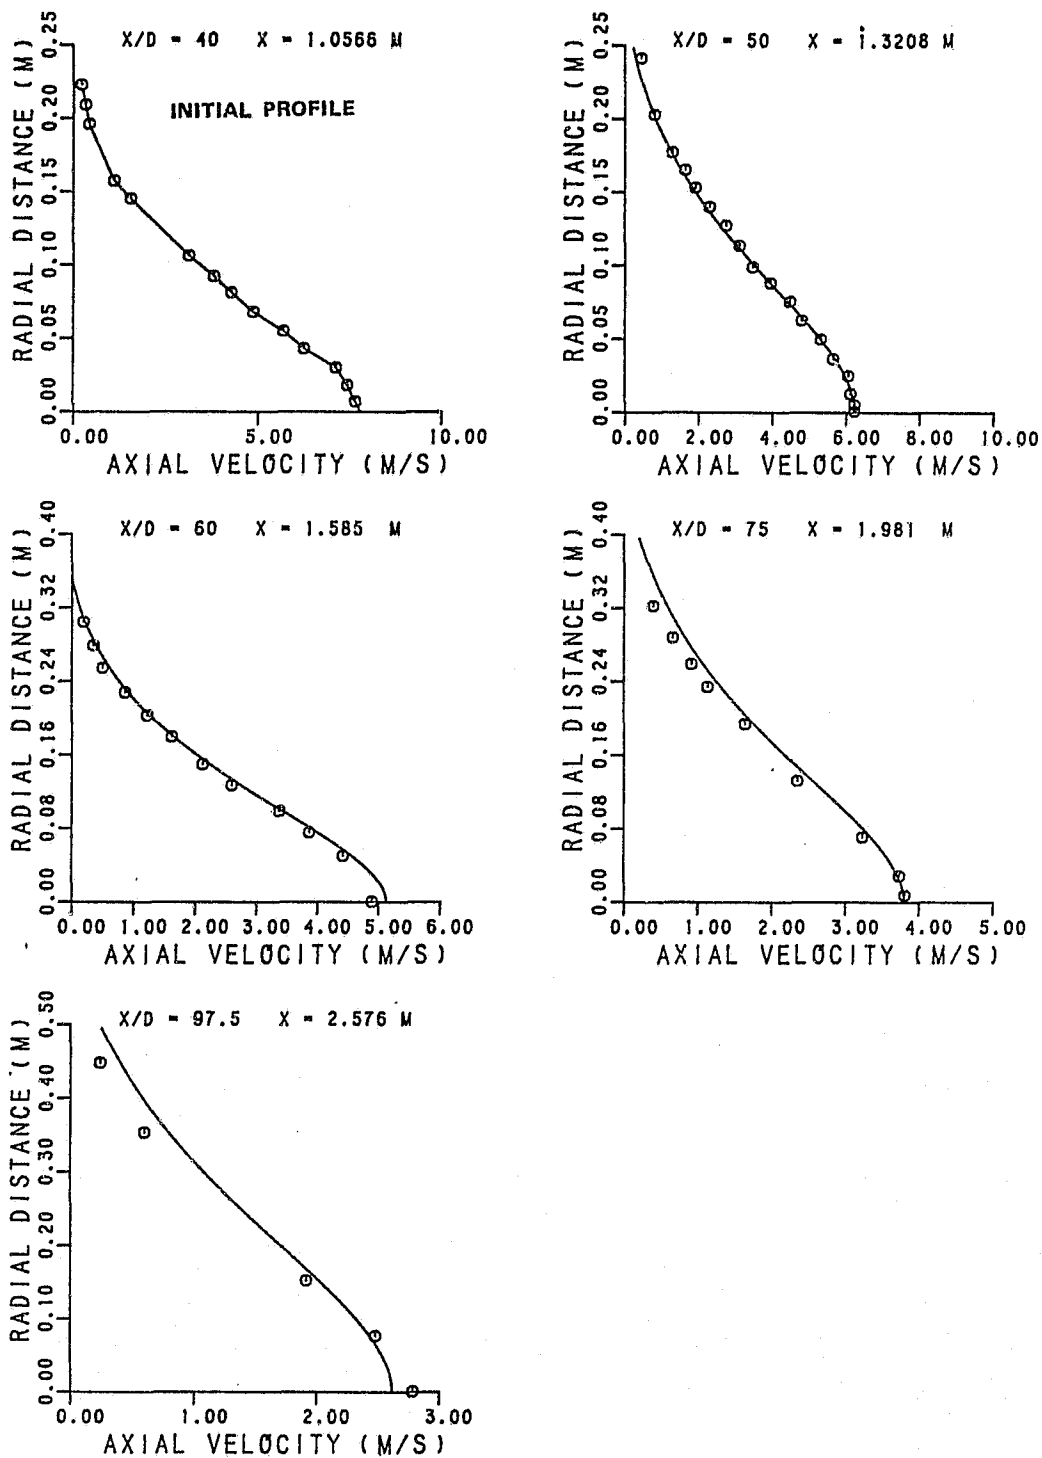 X/D = 40 X = 1.0566 M
INITIAL PROFILE
RADIAL DISTANCE (M)
0.25
0.20
0.15
0.10
0.05
0.00
0.00 5.00 10.00
AXIAL VELOCITY (M/S)
X/D = 50 X = 1.3208 M
RADIAL DISTANCE (M)
0.25
0.20
0.15
0.10
0.05
0.00
0.00 2.00 4.00 6.00 8.00 10.00
AXIAL VELOCITY (M/S)
X/D = 60 X = 1.585 M
RADIAL DISTANCE (M)
0.40
0.32
0.24
0.16
0.08
0.00
0.00 1.00 2.00 3.00 4.00 5.00 6.00
AXIAL VELOCITY (M/S)
X/D = 75 X = 1.981 M
RADIAL DISTANCE (M)
0.40
0.32
0.24
0.16
0.08
0.00
0.00 1.00 2.00 3.00 4.00 5.00
AXIAL VELOCITY (M/S)
X/D = 97.5 X = 2.576 M
RADIAL DISTANCE (M)
0.50
0.40
0.30
0.20
0.10
0.00
0.00 1.00 2.00 3.00
AXIAL VELOCITY (M/S)